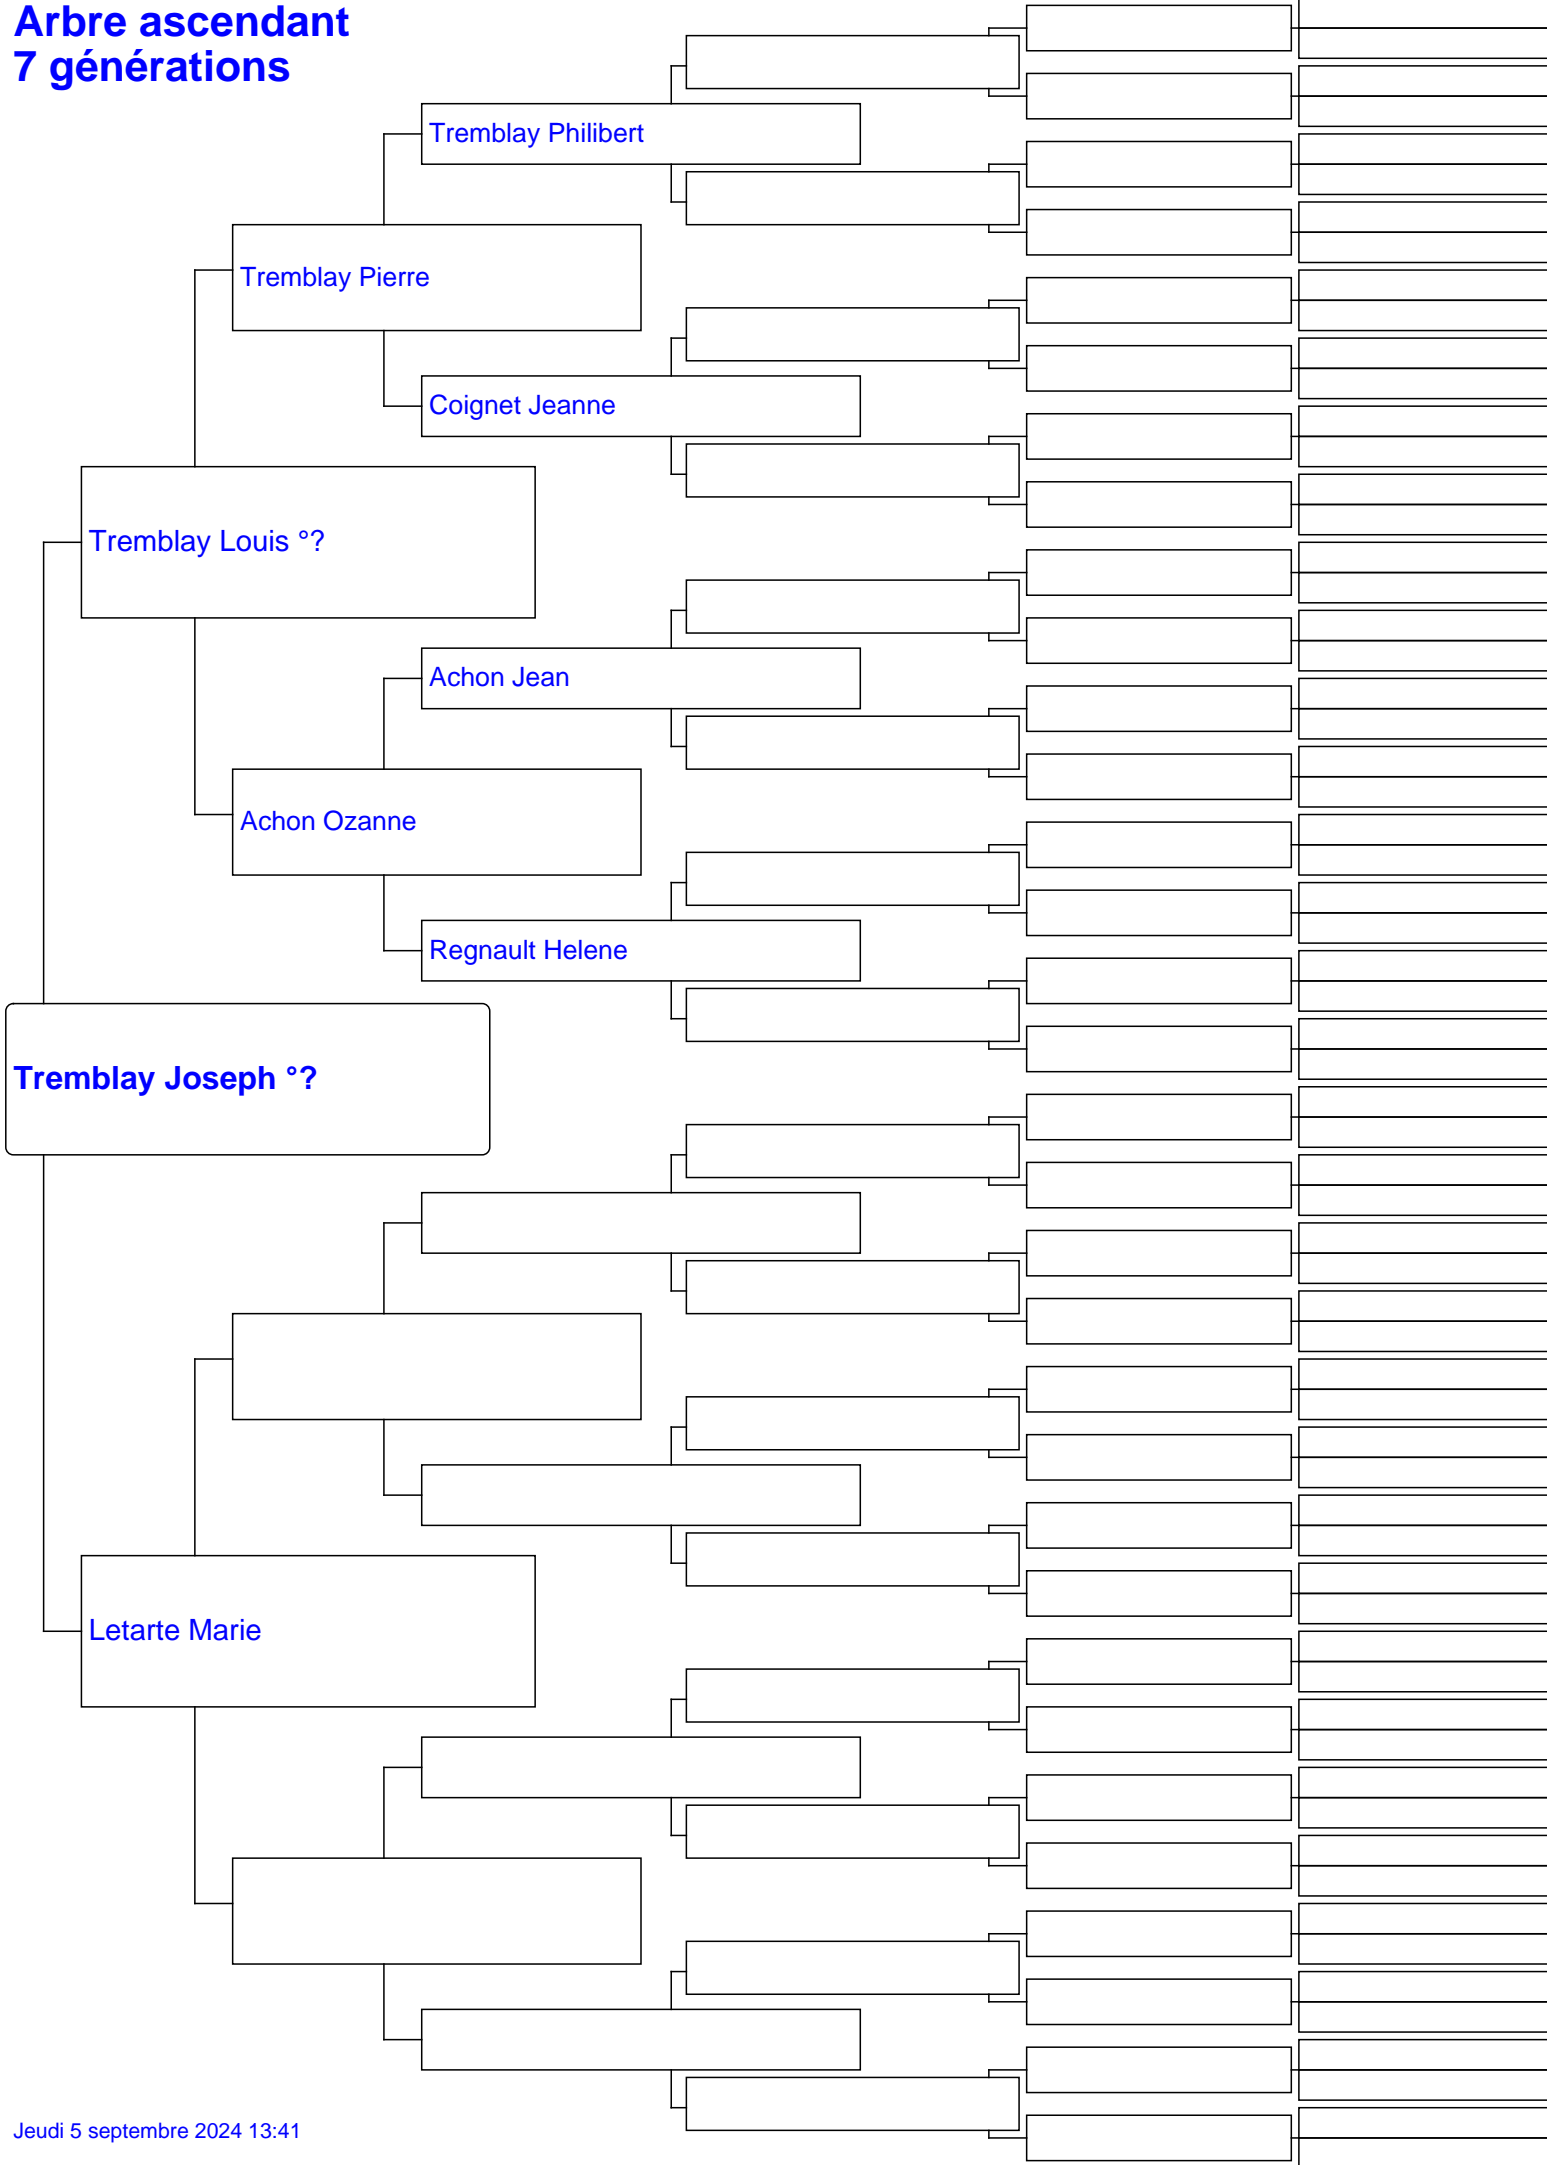 Arbre ascendant
7 générations
Tremblay Philibert
Tremblay Pierre
Coignet Jeanne
Tremblay Louis °?
Achon Jean
Achon Ozanne
Regnault Helene
Tremblay Joseph °?
Letarte Marie
Jeudi 5 septembre 2024 13:41